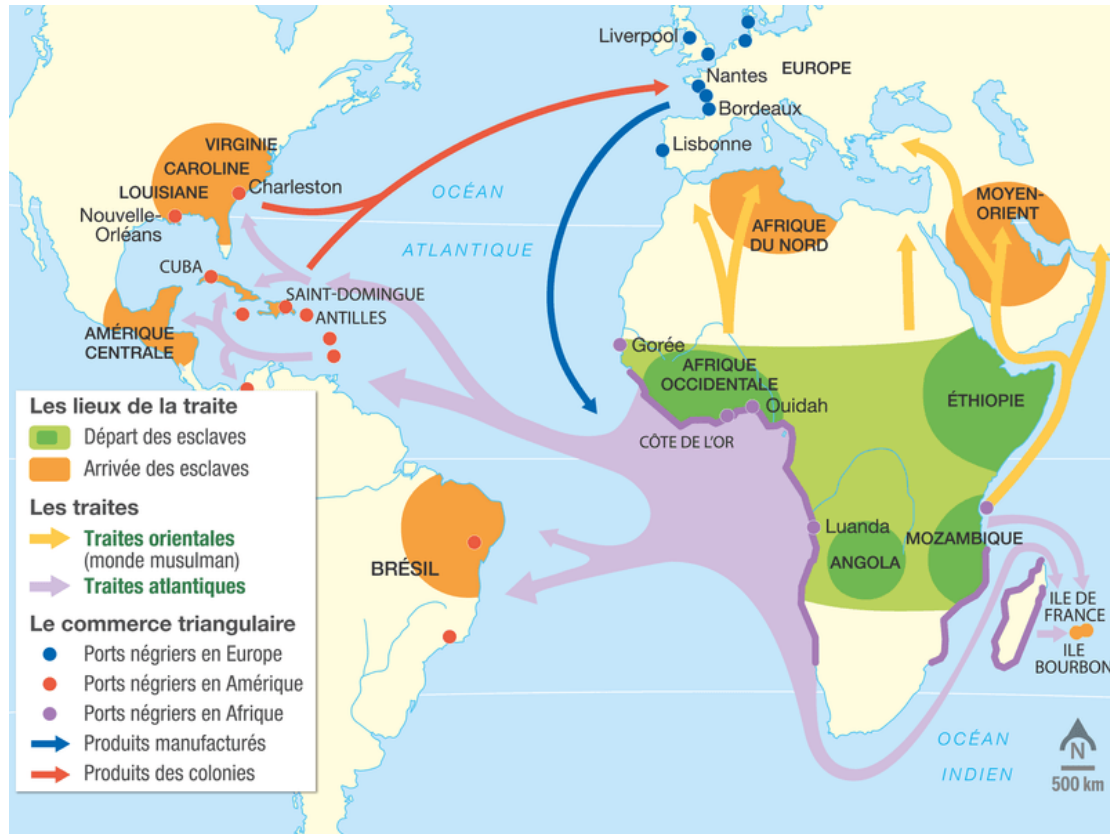 Liverpool
Nantes
EUROPE
Bordeaux
Lisbonne
VIRGINIE
CAROLINE
LOUISIANE
Charleston
Nouvelle-
Orléans
OCÉAN
ATLANTIQUE
AFRIQUE
DU NORD
MOYEN-
ORIENT
CUBA
SAINT-DOMINGUE
ANTILLES
AMÉRIQUE
CENTRALE
Gorée
AFRIQUE
OCCIDENTALE
Ouidah
CÔTE DE L'OR
ÉTHIOPIE
Luanda
ANGOLA
MOZAMBIQUE
BRÉSIL
ILE DE
FRANCE
ILE
BOURBON
OCÉAN
INDIEN
N
500 km
Les lieux de la traite
Départ des esclaves
Arrivée des esclaves
Les traites
Traites orientales
(monde musulman)
Traites atlantiques
Le commerce triangulaire
Ports négriers en Europe
Ports négriers en Amérique
Ports négriers en Afrique
Produits manufacturés
Produits des colonies